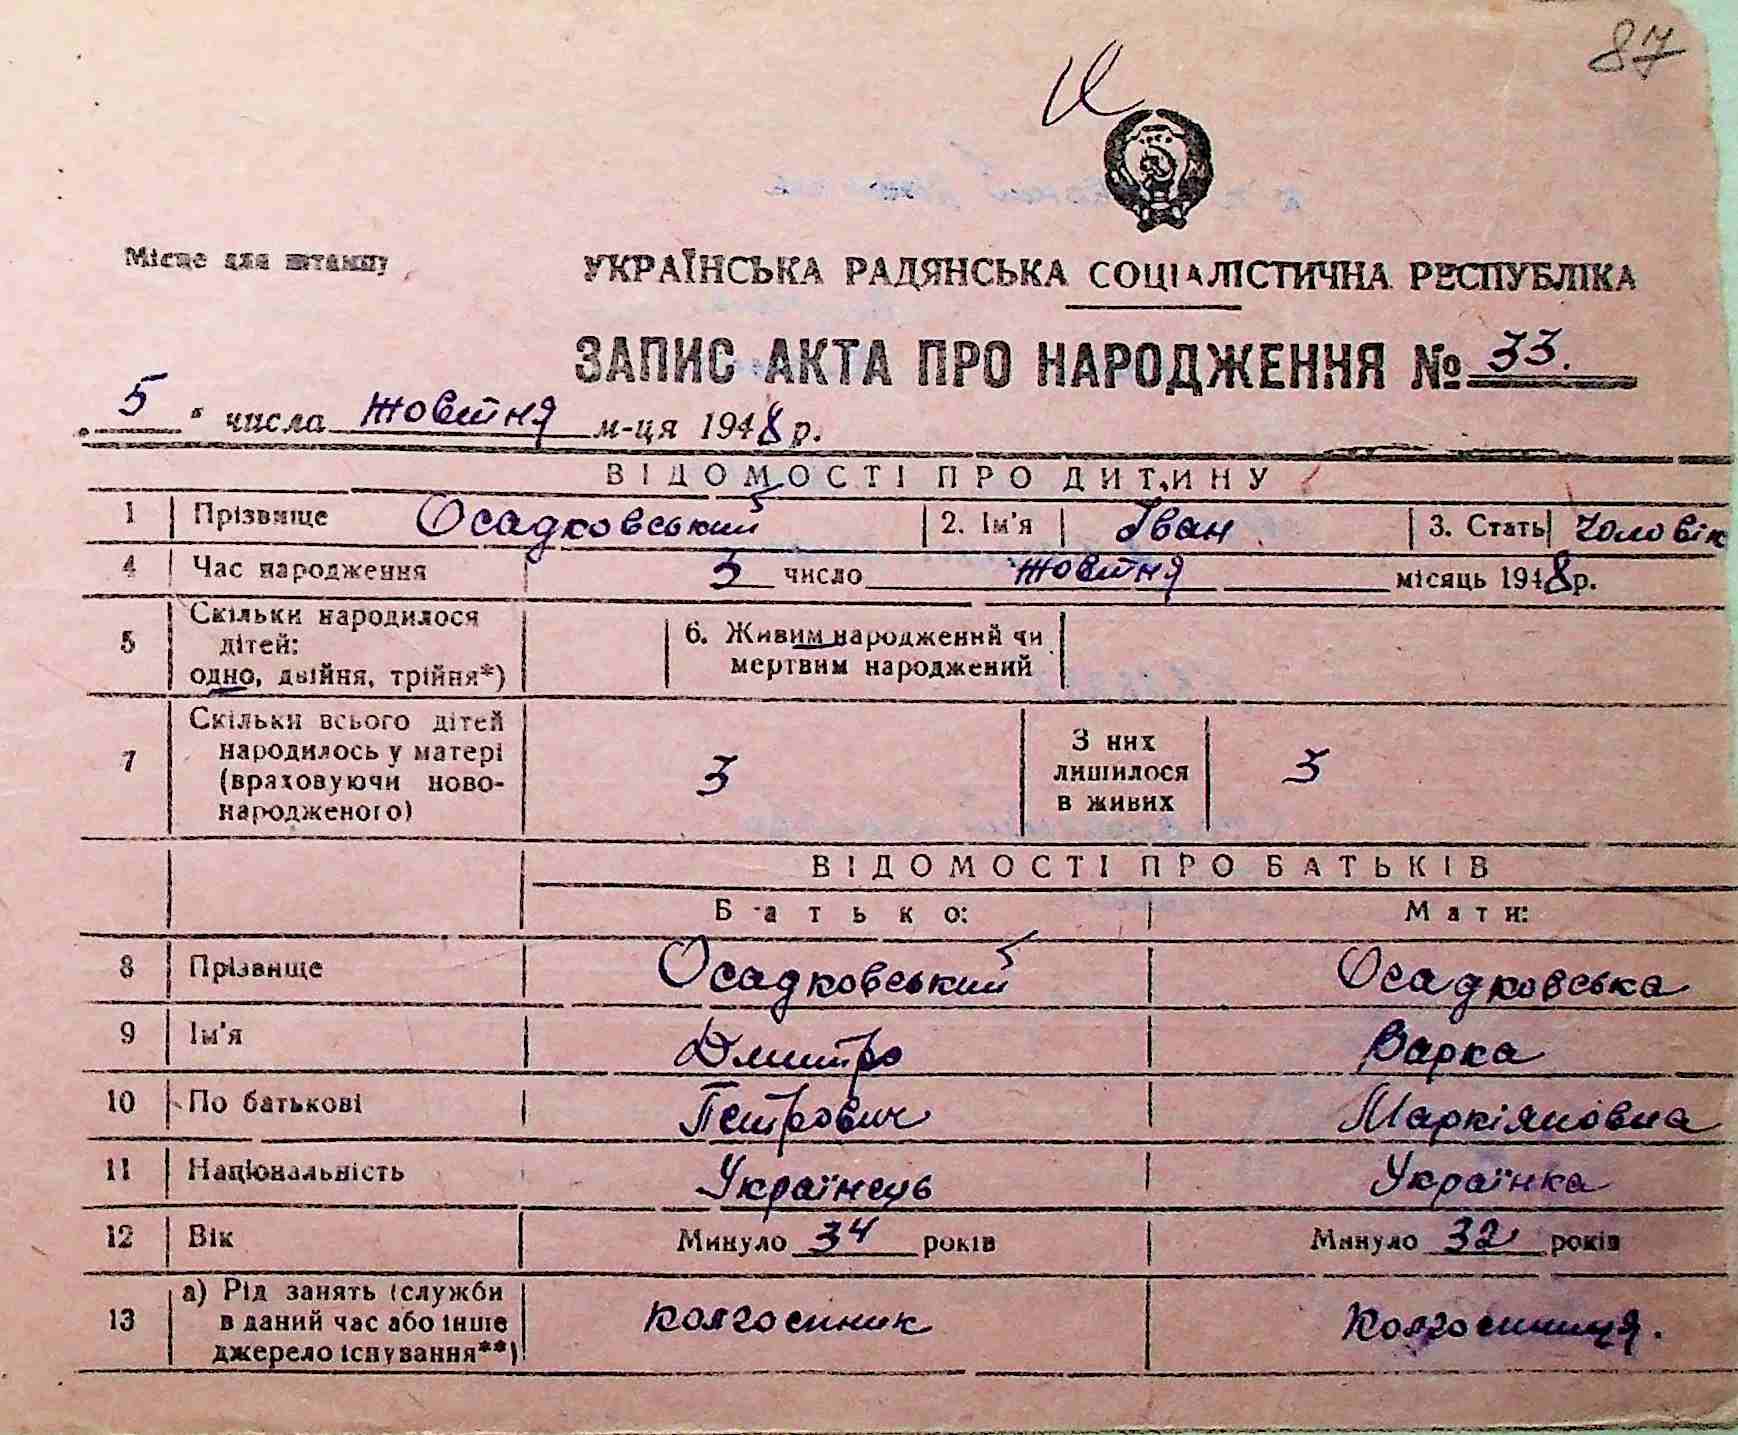 87
Місце для штампу
УКРАЇНСЬКА РАДЯНСЬКА СОЦІАЛІСТИЧНА РЕСПУБЛІКА
ЗАПИС АКТА ПРО НАРОДЖЕННЯ № 33.
„5“ числа жовтня м-ця 1948 р.
ВІДОМОСТІ ПРО ДИТИНУ
1 Прізвище Осадковський 2. Ім'я Іван 3. Стать чоловік
4 Час народження 3 число жовтня місяць 1948 р.
5 Скільки народилося дітей: одно, двійня, трійня*) 6. Живим народжений чи мертвим народжений
7 Скільки всього дітей народилось у матері (враховуючи новонародженого) 3 З них лишилося в живих 3
ВІДОМОСТІ ПРО БАТЬКІВ
Батько: Мати:
8 Прізвище Осадковський Осадковська
9 Ім'я Дмитро Варка
10 По батькові Петрович Маркіяновна
11 Національність Українець Українка
12 Вік Минуло 34 років Минуло 32 років
13 а) Рід занять (служби в даний час або інше джерело існування**) колгоспник Колгоспниця.